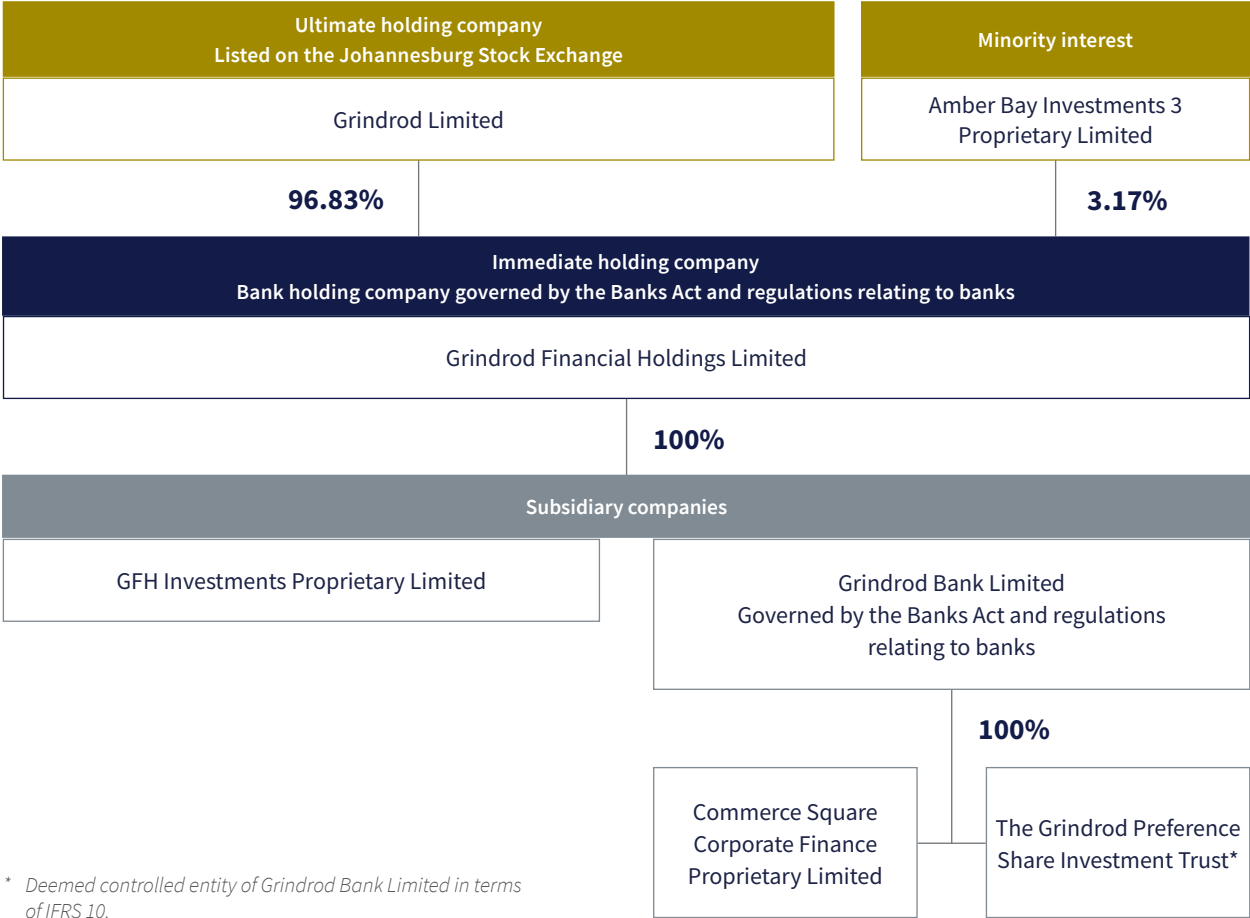 Ultimate holding company
Listed on the Johannesburg Stock Exchange
Minority interest
Grindrod Limited
Amber Bay Investments 3
Proprietary Limited
96.83%
3.17%
Immediate holding company
Bank holding company governed by the Banks Act and regulations relating to banks
Grindrod Financial Holdings Limited
100%
Subsidiary companies
GFH Investments Proprietary Limited
Grindrod Bank Limited
Governed by the Banks Act and regulations
relating to banks
100%
Commerce Square
Corporate Finance
Proprietary Limited
The Grindrod Preference
Share Investment Trust*
* Deemed controlled entity of Grindrod Bank Limited in terms
of IFRS 10.